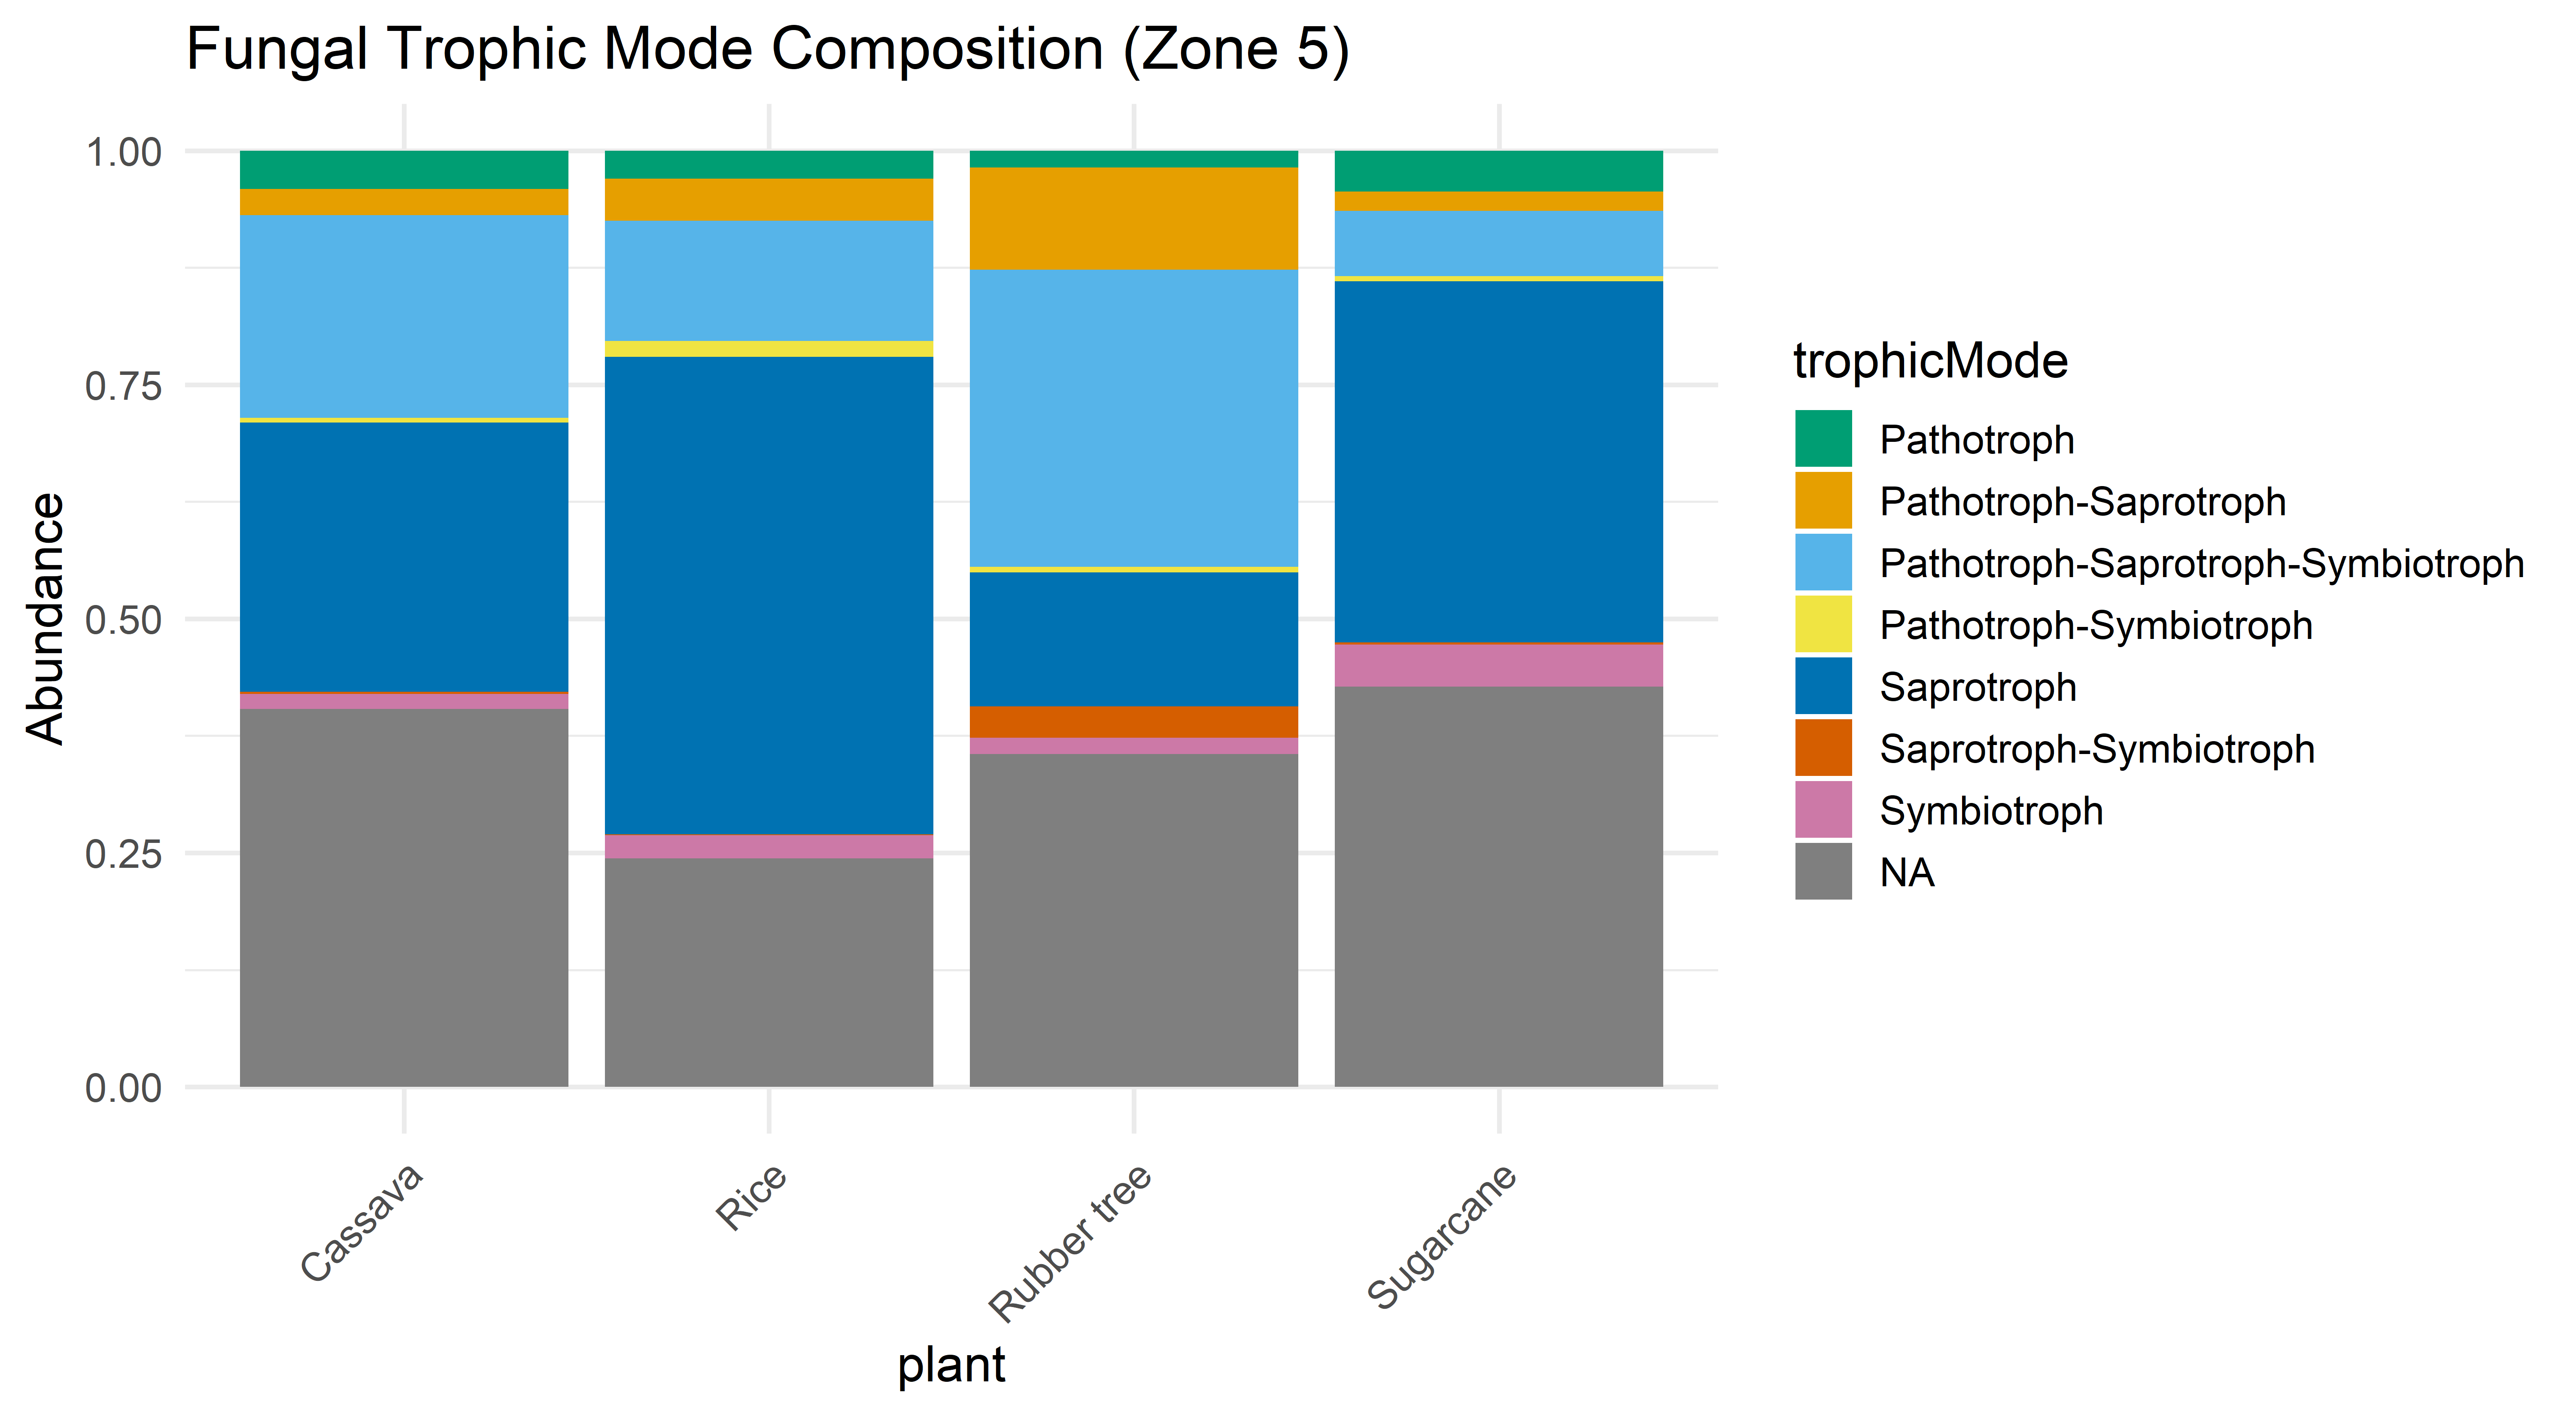 Fungal Trophic Mode Composition (Zone 5)
1.00
0.75
0.50
0.25
0.00
Abundance
Cassava
Rice
Rubber tree
Sugarcane
plant
trophicMode
Pathotroph
Pathotroph-Saprotroph
Pathotroph-Saprotroph-Symbiotroph
Pathotroph-Symbiotroph
Saprotroph
Saprotroph-Symbiotroph
Symbiotroph
NA